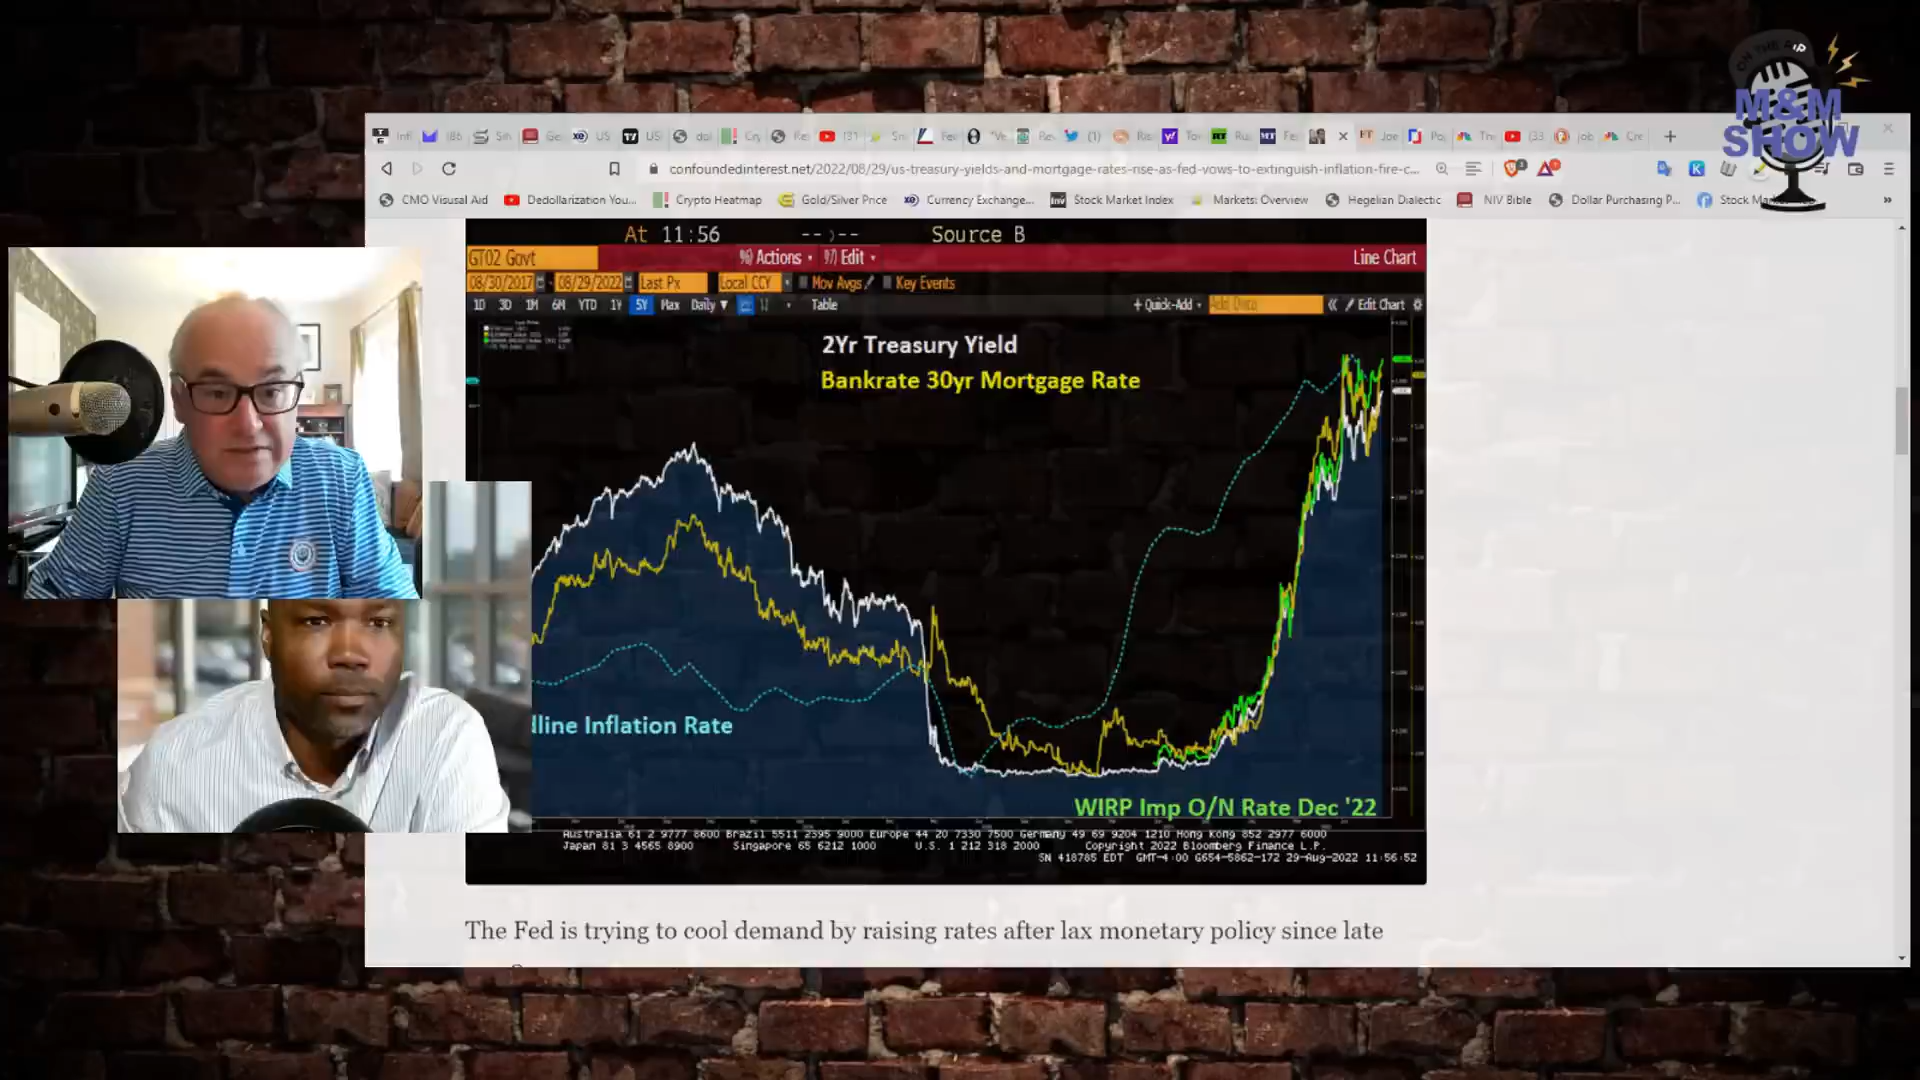 ON THE AIR
M&M
SHOW
confoundedinterest.net/2022/08/29/us-treasury-yields-and-mortgage-rates-rise-as-fed-vows-to-extinguish-inflation-fire-c...
CMO Visusal Aid
Dedollarization You...
Crypto Heatmap
Gold/Silver Price
Currency Exchange...
Stock Market Index
Markets: Overview
Hegelian Dialectic
NIV Bible
Dollar Purchasing P...
At 11:56
Source B
GT02 Govt
Actions
Edit
Line Chart
08/30/2017
08/29/2022
Last Px
Local CCY
Mov Avgs
Key Events
1D 3D 1M 6M YTD 1Y 5Y Max Daily ▼
Table
+ Quick-Add
Add Data
« Edit Chart
2Yr Treasury Yield
Bankrate 30yr Mortgage Rate
dline Inflation Rate
WIRP Imp O/N Rate Dec '22
Australia 61 2 9777 8600 Brazil 5511 2395 9000 Europe 44 20 7330 7500 Germany 49 69 9204 1210 Hong Kong 852 2977 6000
Japan 81 3 4565 8900 Singapore 65 6212 1000 U.S. 1 212 318 2000 Copyright 2022 Bloomberg Finance L.P.
SN 418785 EDT GMT-4:00 G654-5862-172 29-Aug-2022 11:56:52
The Fed is trying to cool demand by raising rates after lax monetary policy since late